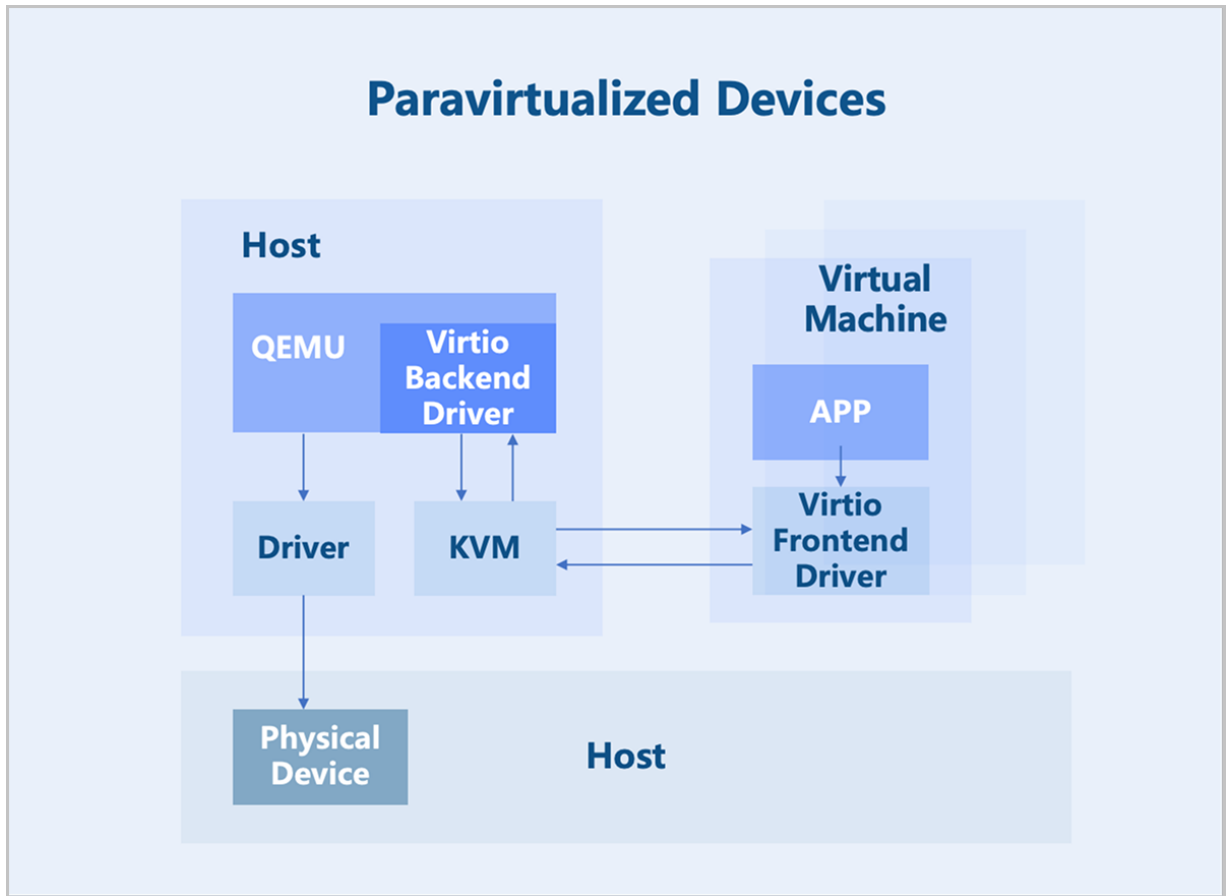 Paravirtualized Devices
Host
QEMU
Virtio
Backend
Driver
Driver
KVM
Virtual
Machine
APP
Virtio
Frontend
Driver
Physical
Device
Host